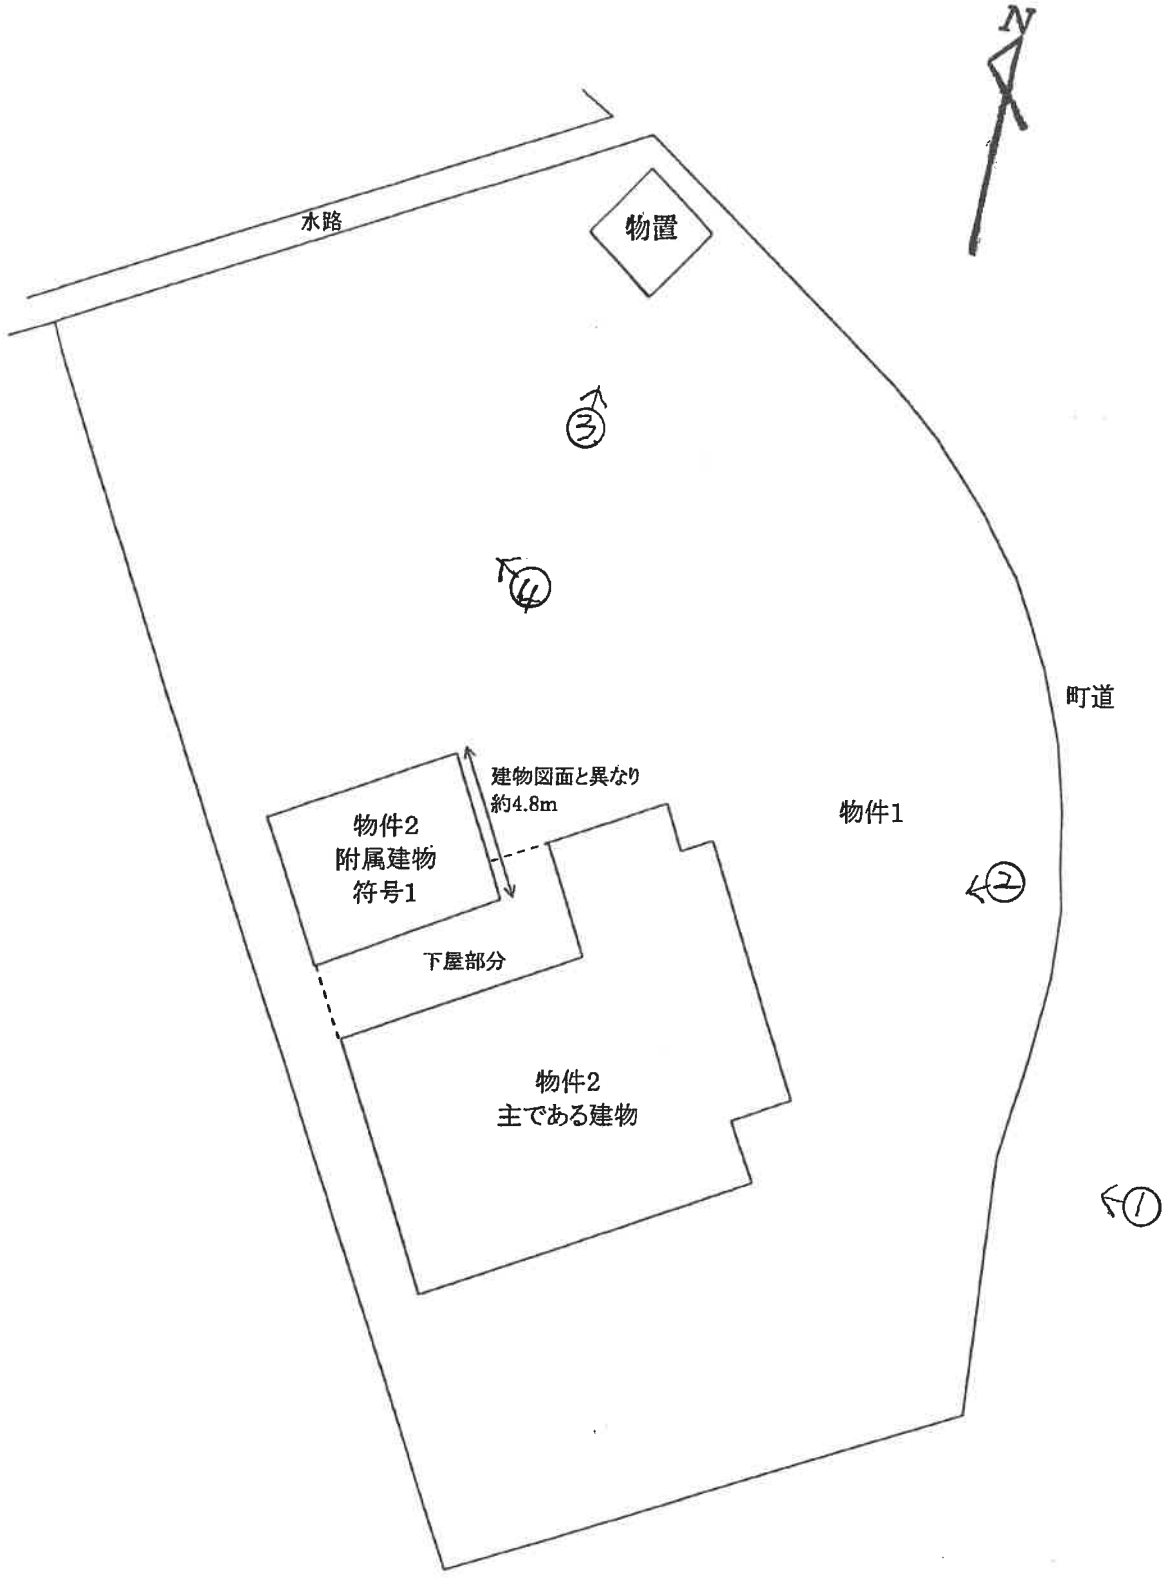 N
水路
物置
③
④
町道
建物図面と異なり
約4.8m
物件1
物件2
附属建物
符号1
②
下屋部分
物件2
主である建物
①